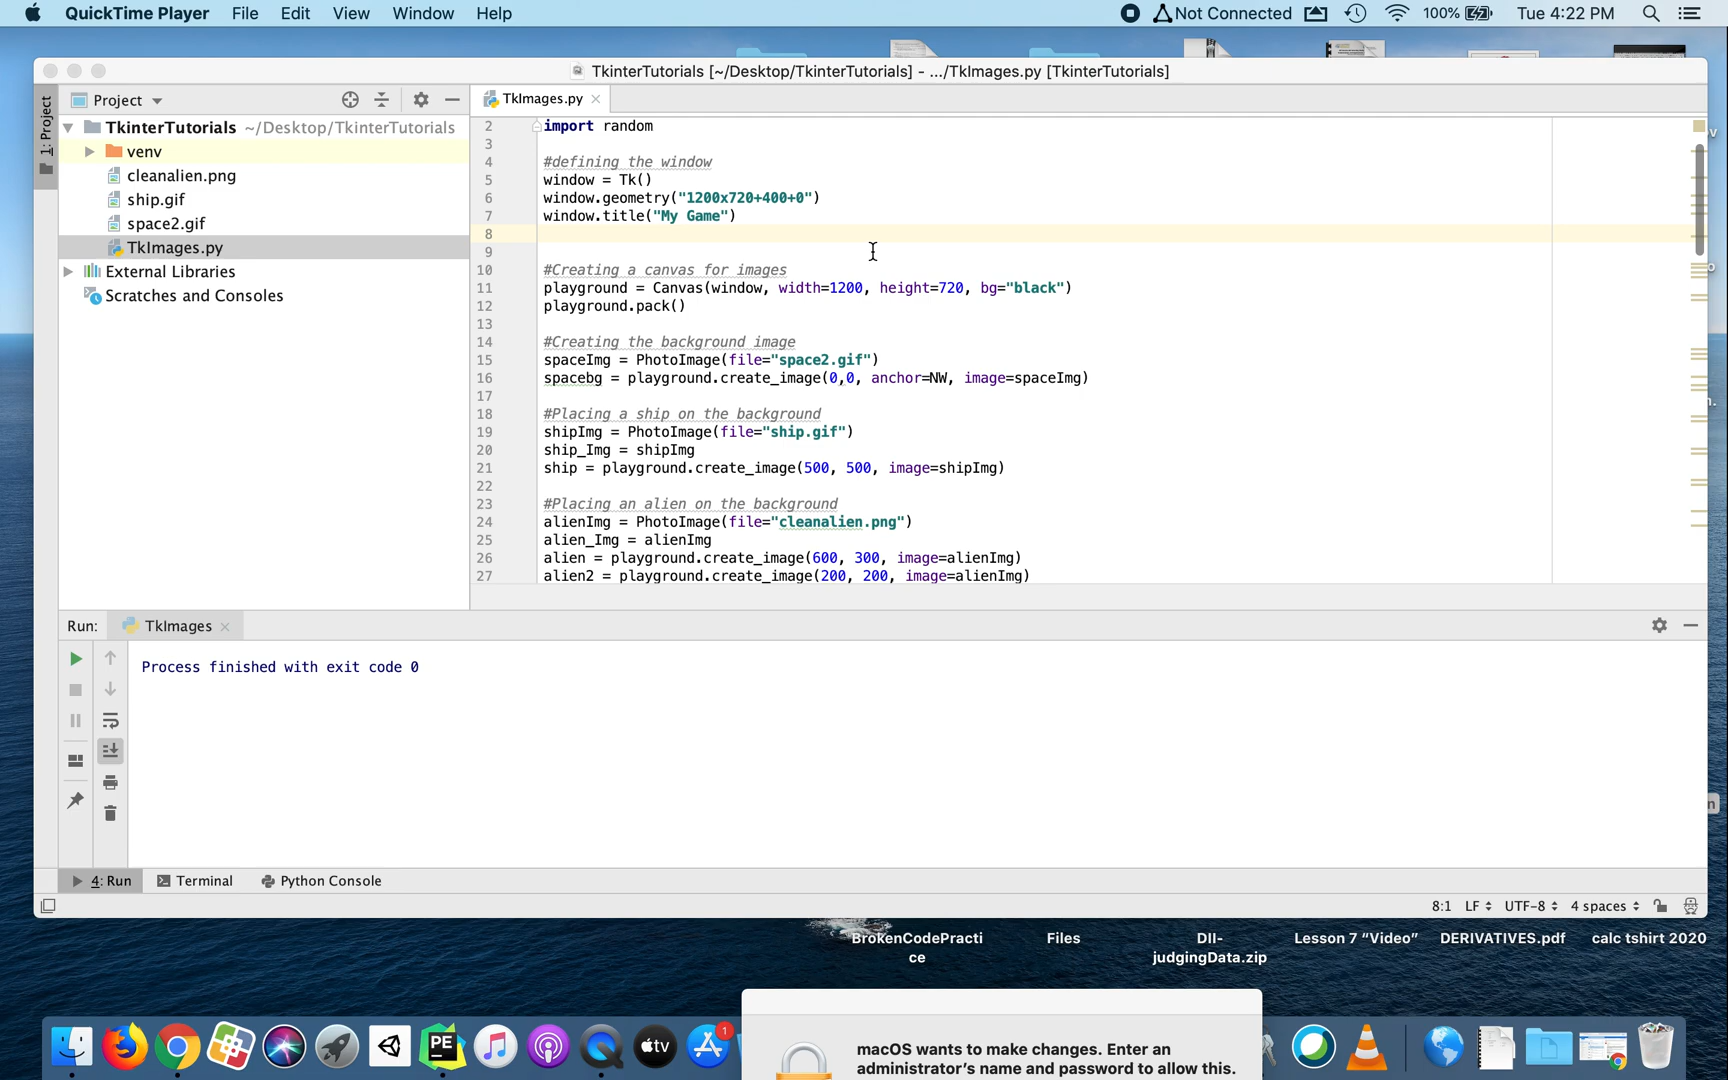 QuickTime Player File Edit View Window Help Not Connected 100% Tue 4:22 PM
TkinterTutorials [~/Desktop/TkinterTutorials] - .../TkImages.py [TkinterTutorials]
1: Project
Project
TkImages.py
TkinterTutorials ~/Desktop/TkinterTutorials
venv
cleanalien.png
ship.gif
space2.gif
TkImages.py
External Libraries
Scratches and Consoles
2 import random
3
4 #defining the window
5 window = Tk()
6 window.geometry("1200x720+400+0")
7 window.title("My Game")
8
9
10 #Creating a canvas for images
11 playground = Canvas(window, width=1200, height=720, bg="black")
12 playground.pack()
13
14 #Creating the background image
15 spaceImg = PhotoImage(file="space2.gif")
16 spacebg = playground.create_image(0,0, anchor=NW, image=spaceImg)
17
18 #Placing a ship on the background
19 shipImg = PhotoImage(file="ship.gif")
20 ship_Img = shipImg
21 ship = playground.create_image(500, 500, image=shipImg)
22
23 #Placing an alien on the background
24 alienImg = PhotoImage(file="cleanalien.png")
25 alien_Img = alienImg
26 alien = playground.create_image(600, 300, image=alienImg)
27 alien2 = playground.create_image(200, 200, image=alienImg)
Run: TkImages
Process finished with exit code 0
4: Run Terminal Python Console
8:1 LF UTF-8 4 spaces
BrokenCodePracti
ce
Files
DII-
judgingData.zip
Lesson 7 “Video”
DERIVATIVES.pdf
calc tshirt 2020
PE
tv
1
macOS wants to make changes. Enter an
administrator’s name and password to allow this.